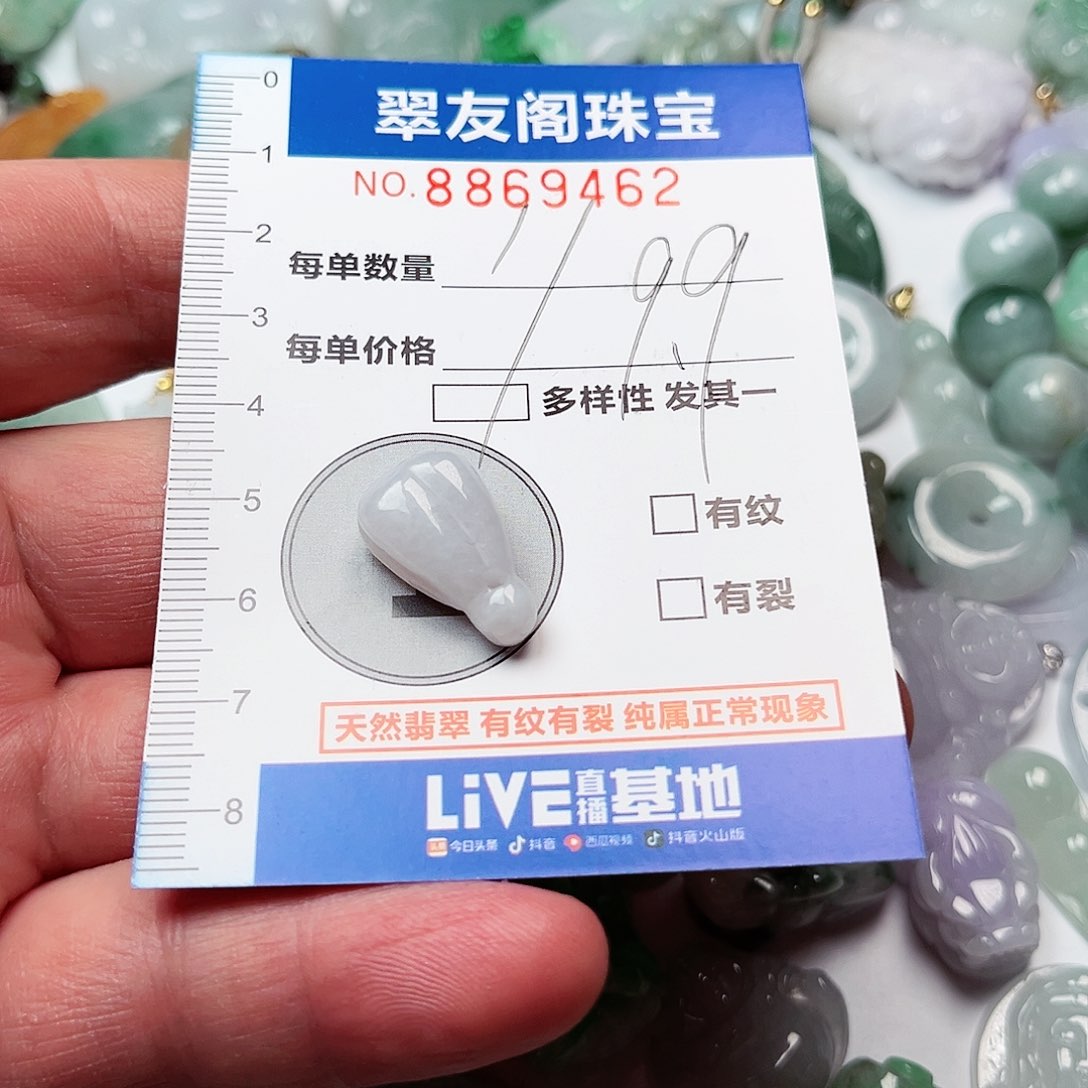 0
翠友阁珠宝
1
NO.8869462
2
每单数量
3
每单价格
4
多样性 发其一
5
有纹
6
有裂
7
天然翡翠 有纹有裂 纯属正常现象
8
LiVE直播基地
今日头条 抖音 西瓜视频 抖音火山版